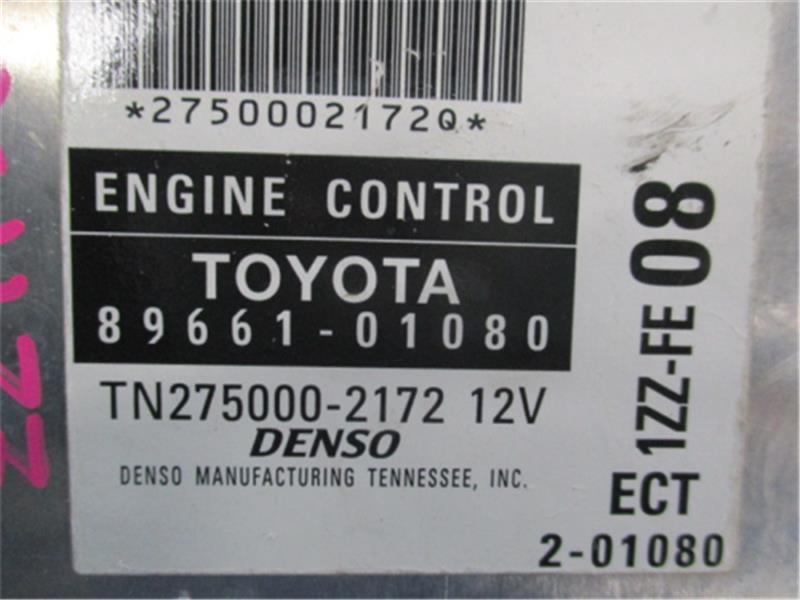 *27500021720*
ENGINE CONTROL
TOYOTA
89661-01080
TN275000-2172 12V
DENSO
DENSO MANUFACTURING TENNESSEE, INC.
1ZZ-FE 08
ECT
2-01080